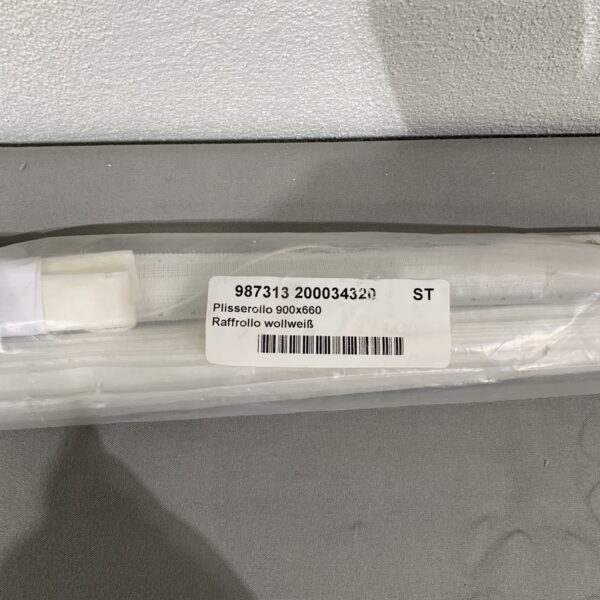 987313 200034320 ST
Plisserollo 900x660
Raffrollo wollweiß